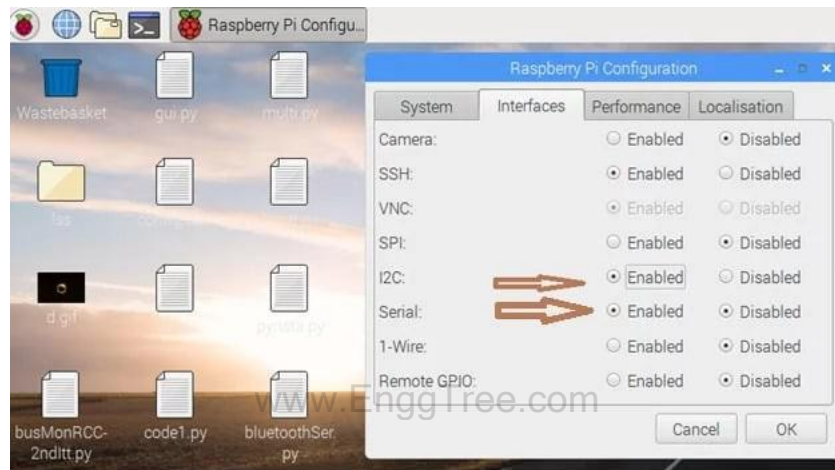 Raspberry Pi Configu...
Wastebasket
gui.py
multi.py
d.gif
busMonRCC-
2ndItt.py
code1.py
bluetoothSer.
py
Raspberry Pi Configuration
System Interfaces Performance Localisation
Camera: Enabled Disabled
SSH: Enabled Disabled
VNC: Enabled Disabled
SPI: Enabled Disabled
I2C: Enabled Disabled
Serial: Enabled Disabled
1-Wire: Enabled Disabled
Remote GPIO: Enabled Disabled
www.EnggTree.com
Cancel OK